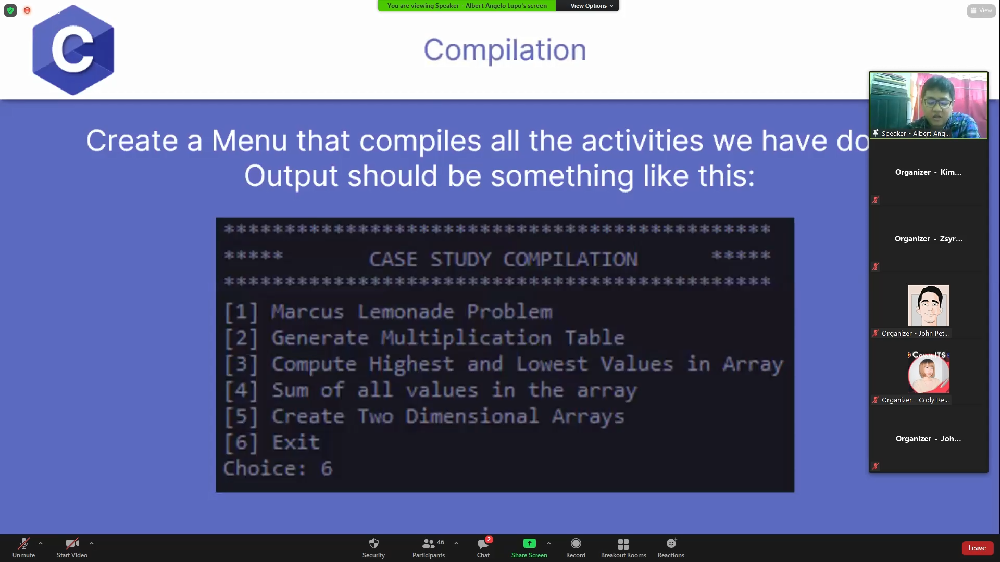 You are viewing Speaker - Albert Angelo Lupo's screen
View Options
View
C
Compilation
Create a Menu that compiles all the activities we have do
Output should be something like this:
*********************************************
***** CASE STUDY COMPILATION *****
*********************************************
[1] Marcus Lemonade Problem
[2] Generate Multiplication Table
[3] Compute Highest and Lowest Values in Array
[4] Sum of all values in the array
[5] Create Two Dimensional Arrays
[6] Exit
Choice: 6
Speaker - Albert Ang...
Organizer - Kim...
Organizer - Zsyr...
Organizer - John Pet...
Organizer - Cody Re...
Organizer - Joh...
Unmute
Start Video
Security
46
Participants
2
Chat
Share Screen
Record
Breakout Rooms
Reactions
Leave